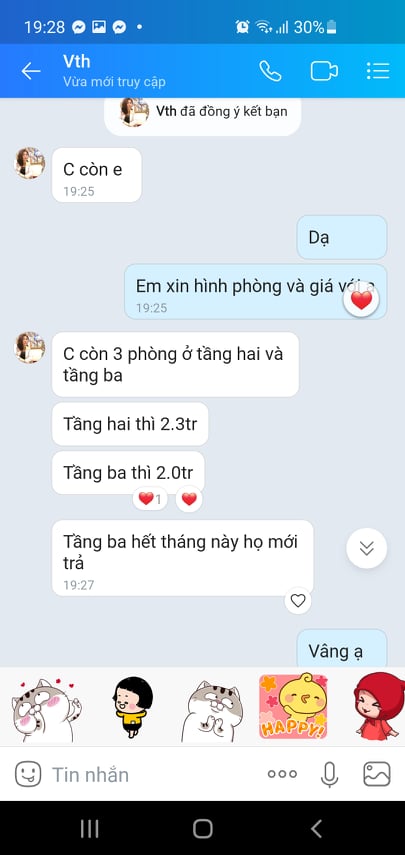 19:28
30%
Vth
Vừa mới truy cập
Vth đã đồng ý kết bạn
C còn e
19:25
Dạ
Em xin hình phòng và giá với
19:25
C còn 3 phòng ở tầng hai và
tầng ba
Tầng hai thì 2.3tr
Tầng ba thì 2.0tr
1
Tầng ba hết tháng này họ mới
trả
19:27
Vâng ạ
HAPPY!
Tin nhắn